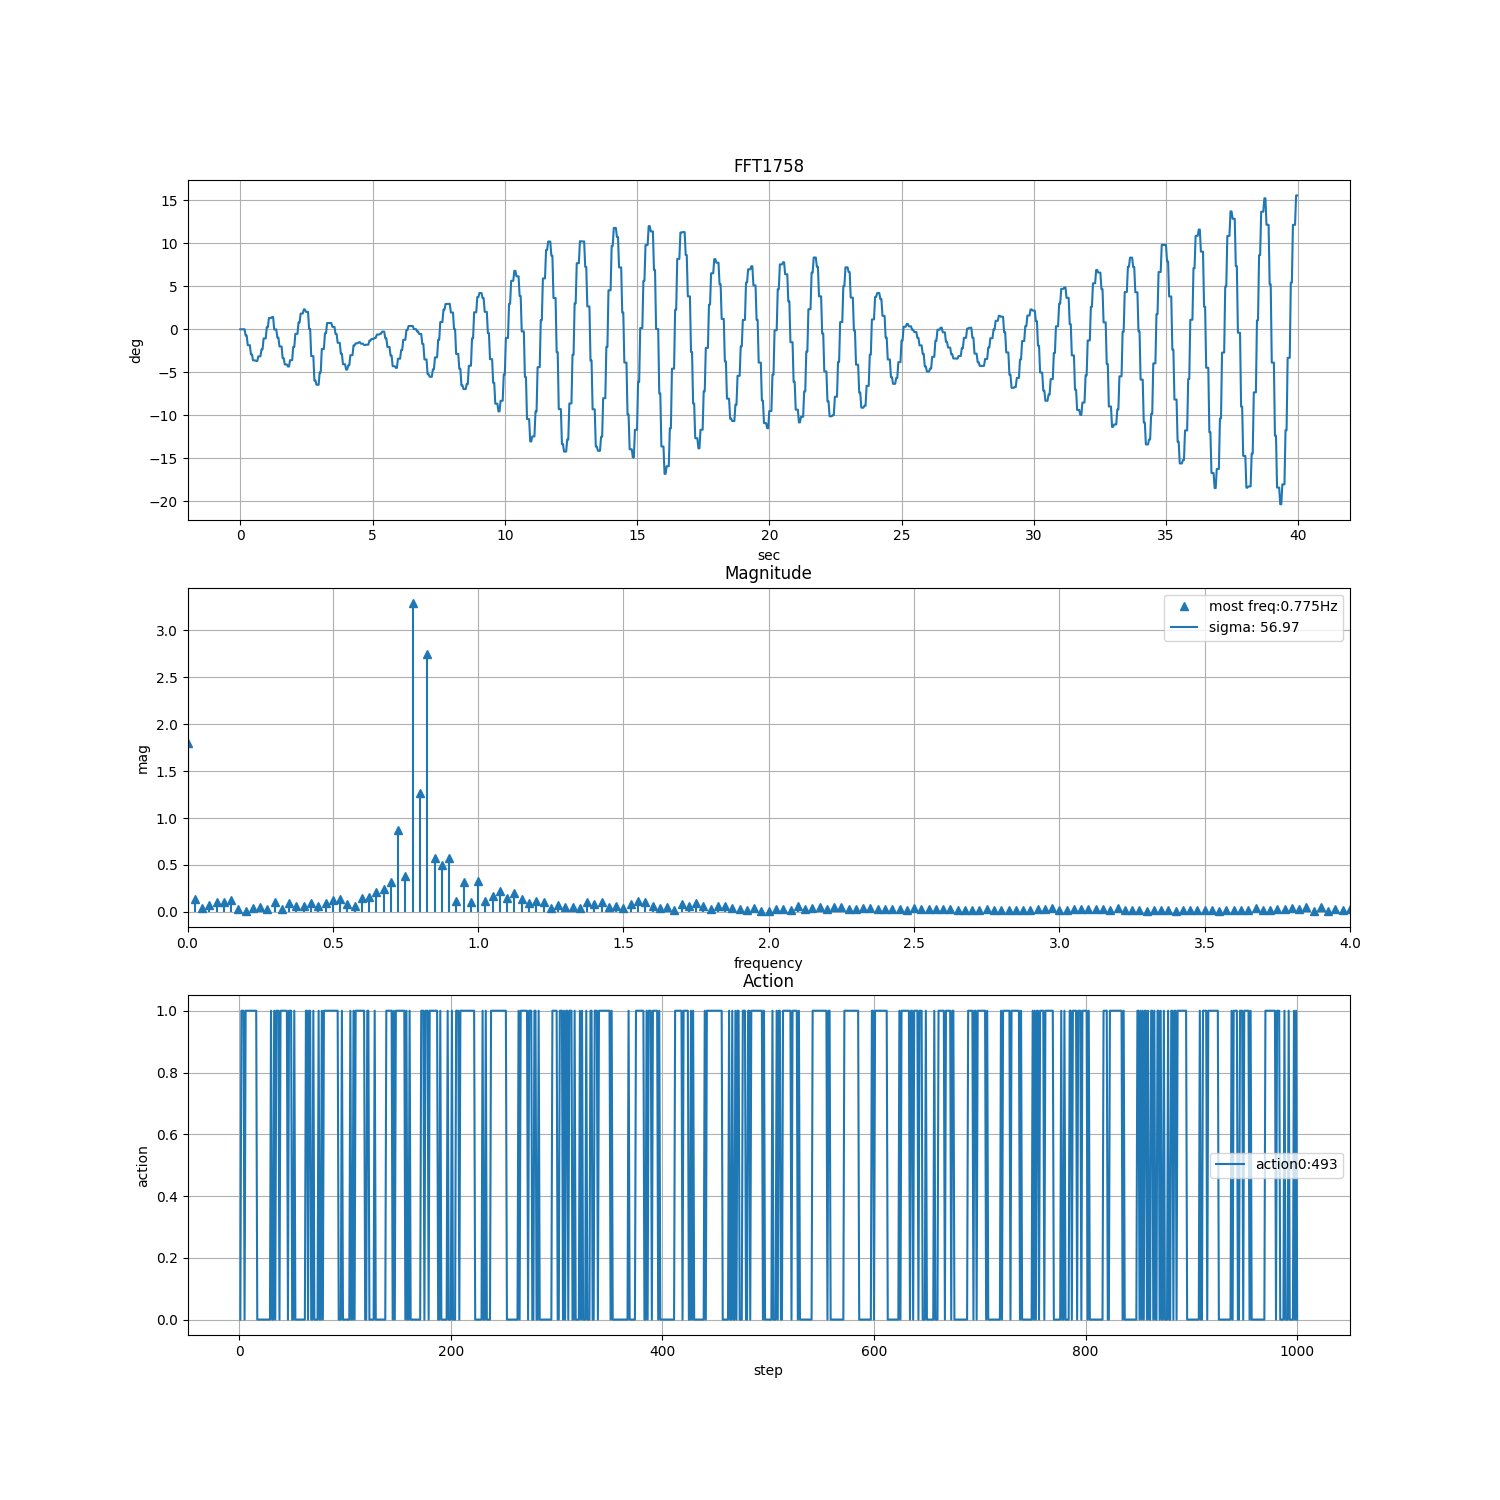 FFT1758
15
10
5
0
−5
−10
−15
−20
deg
0 5 10 15 20 25 30 35 40
sec
Magnitude
most freq:0.775Hz
sigma: 56.97
3.0
2.5
2.0
1.5
1.0
0.5
0.0
mag
0.0 0.5 1.0 1.5 2.0 2.5 3.0 3.5 4.0
frequency
Action
1.0
0.8
0.6
0.4
0.2
0.0
action
action0:493
0 200 400 600 800 1000
step